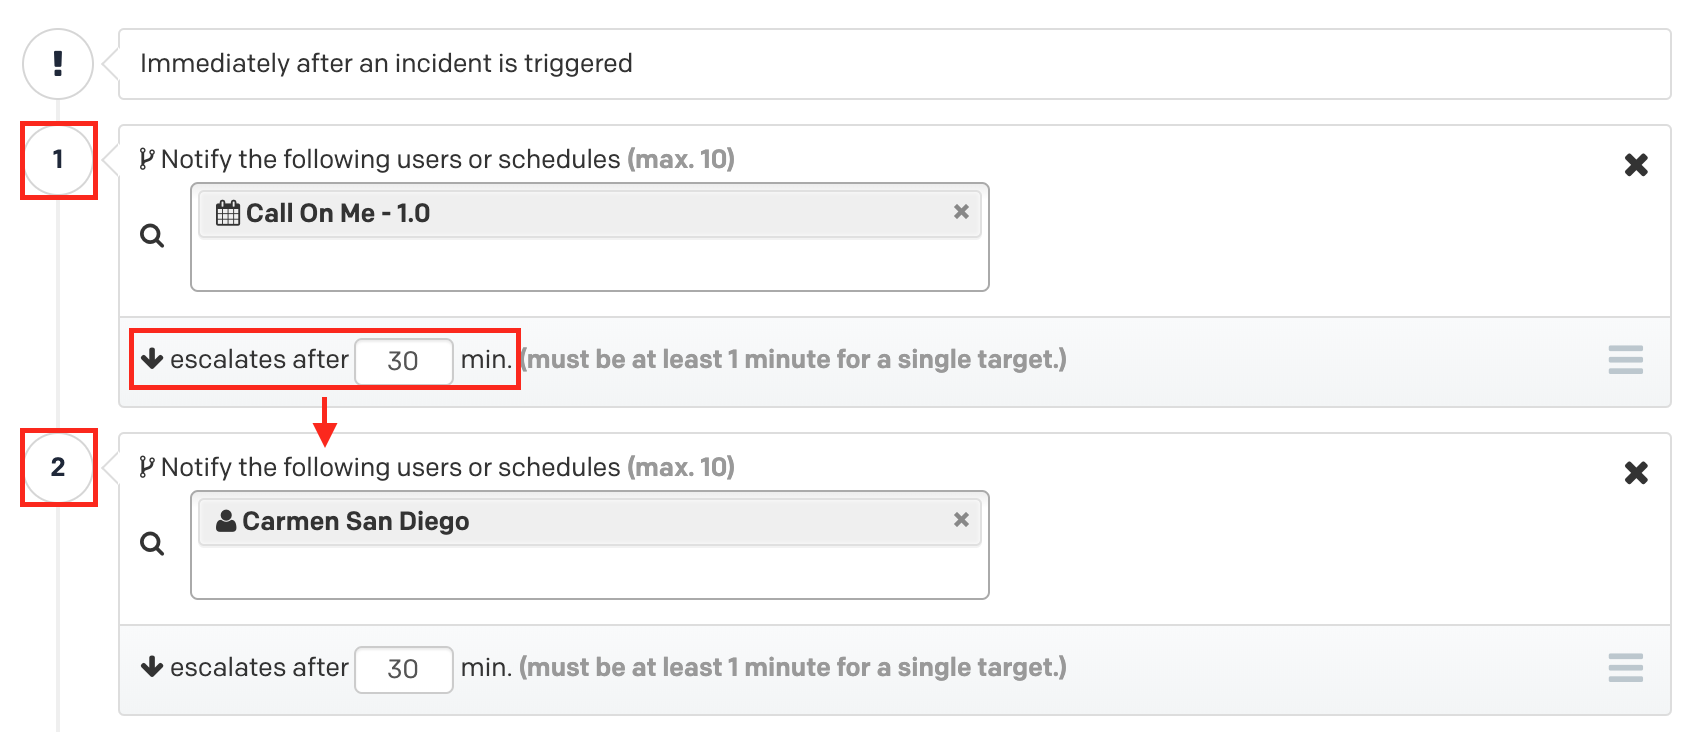 !
Immediately after an incident is triggered
1
Notify the following users or schedules (max. 10)
Call On Me - 1.0
escalates after 30 min. (must be at least 1 minute for a single target.)
2
Notify the following users or schedules (max. 10)
Carmen San Diego
escalates after 30 min. (must be at least 1 minute for a single target.)